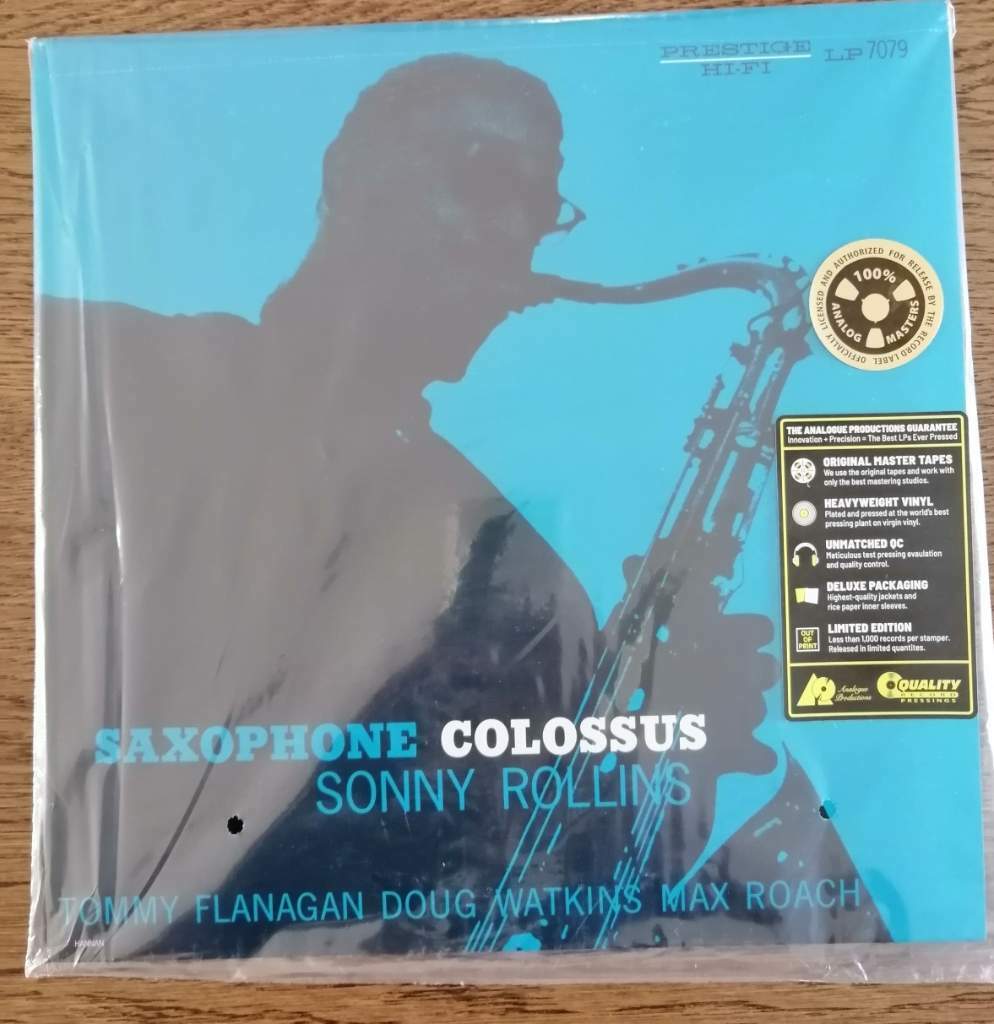 PRESTIGE LP 7079
HI-FI
OFFICIALLY LICENSED AND AUTHORIZED FOR RELEASE BY THE RECORD LABEL
100%
ANALOG MASTERS
THE ANALOGUE PRODUCTIONS GUARANTEE
Innovation + Precision = The Best LPs Ever Pressed
ORIGINAL MASTER TAPES
We use the original tapes and work with
only the best mastering studios.
HEAVYWEIGHT VINYL
Plated and pressed at the world's best
pressing plant on virgin vinyl.
UNMATCHED QC
Meticulous test pressing evaulation
and quality control.
DELUXE PACKAGING
Highest-quality jackets and
rice paper inner sleeves.
OUT
OF
PRINT
LIMITED EDITION
Less than 1,000 records per stamper.
Released in limited quantites.
Analogue
Productions
QUALITY
RECORD
PRESSINGS
SAXOPHONE COLOSSUS
SONNY ROLLINS
TOMMY FLANAGAN DOUG WATKINS MAX ROACH
HANNAN